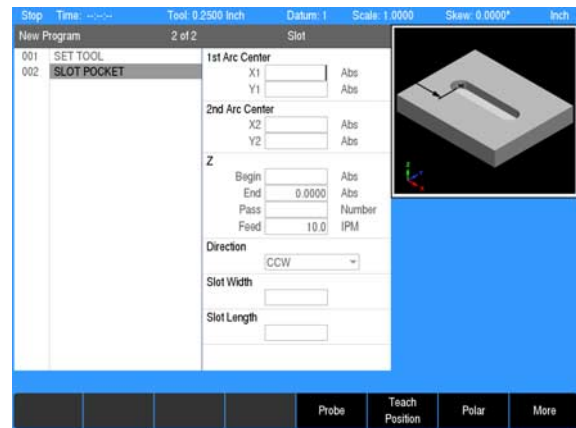 Stop Time: --:--:-- Tool: 0.2500 Inch Datum: 1 Scale: 1.0000 Skew: 0.0000° Inch
New Program 2 of 2 Slot
001 SET TOOL
002 SLOT POCKET
1st Arc Center
X1 Abs
Y1 Abs
2nd Arc Center
X2 Abs
Y2 Abs
Z
Begin Abs
End 0.0000 Abs
Pass Number
Feed 10.0 IPM
Direction
CCW
Slot Width
Slot Length
Probe Teach Position Polar More